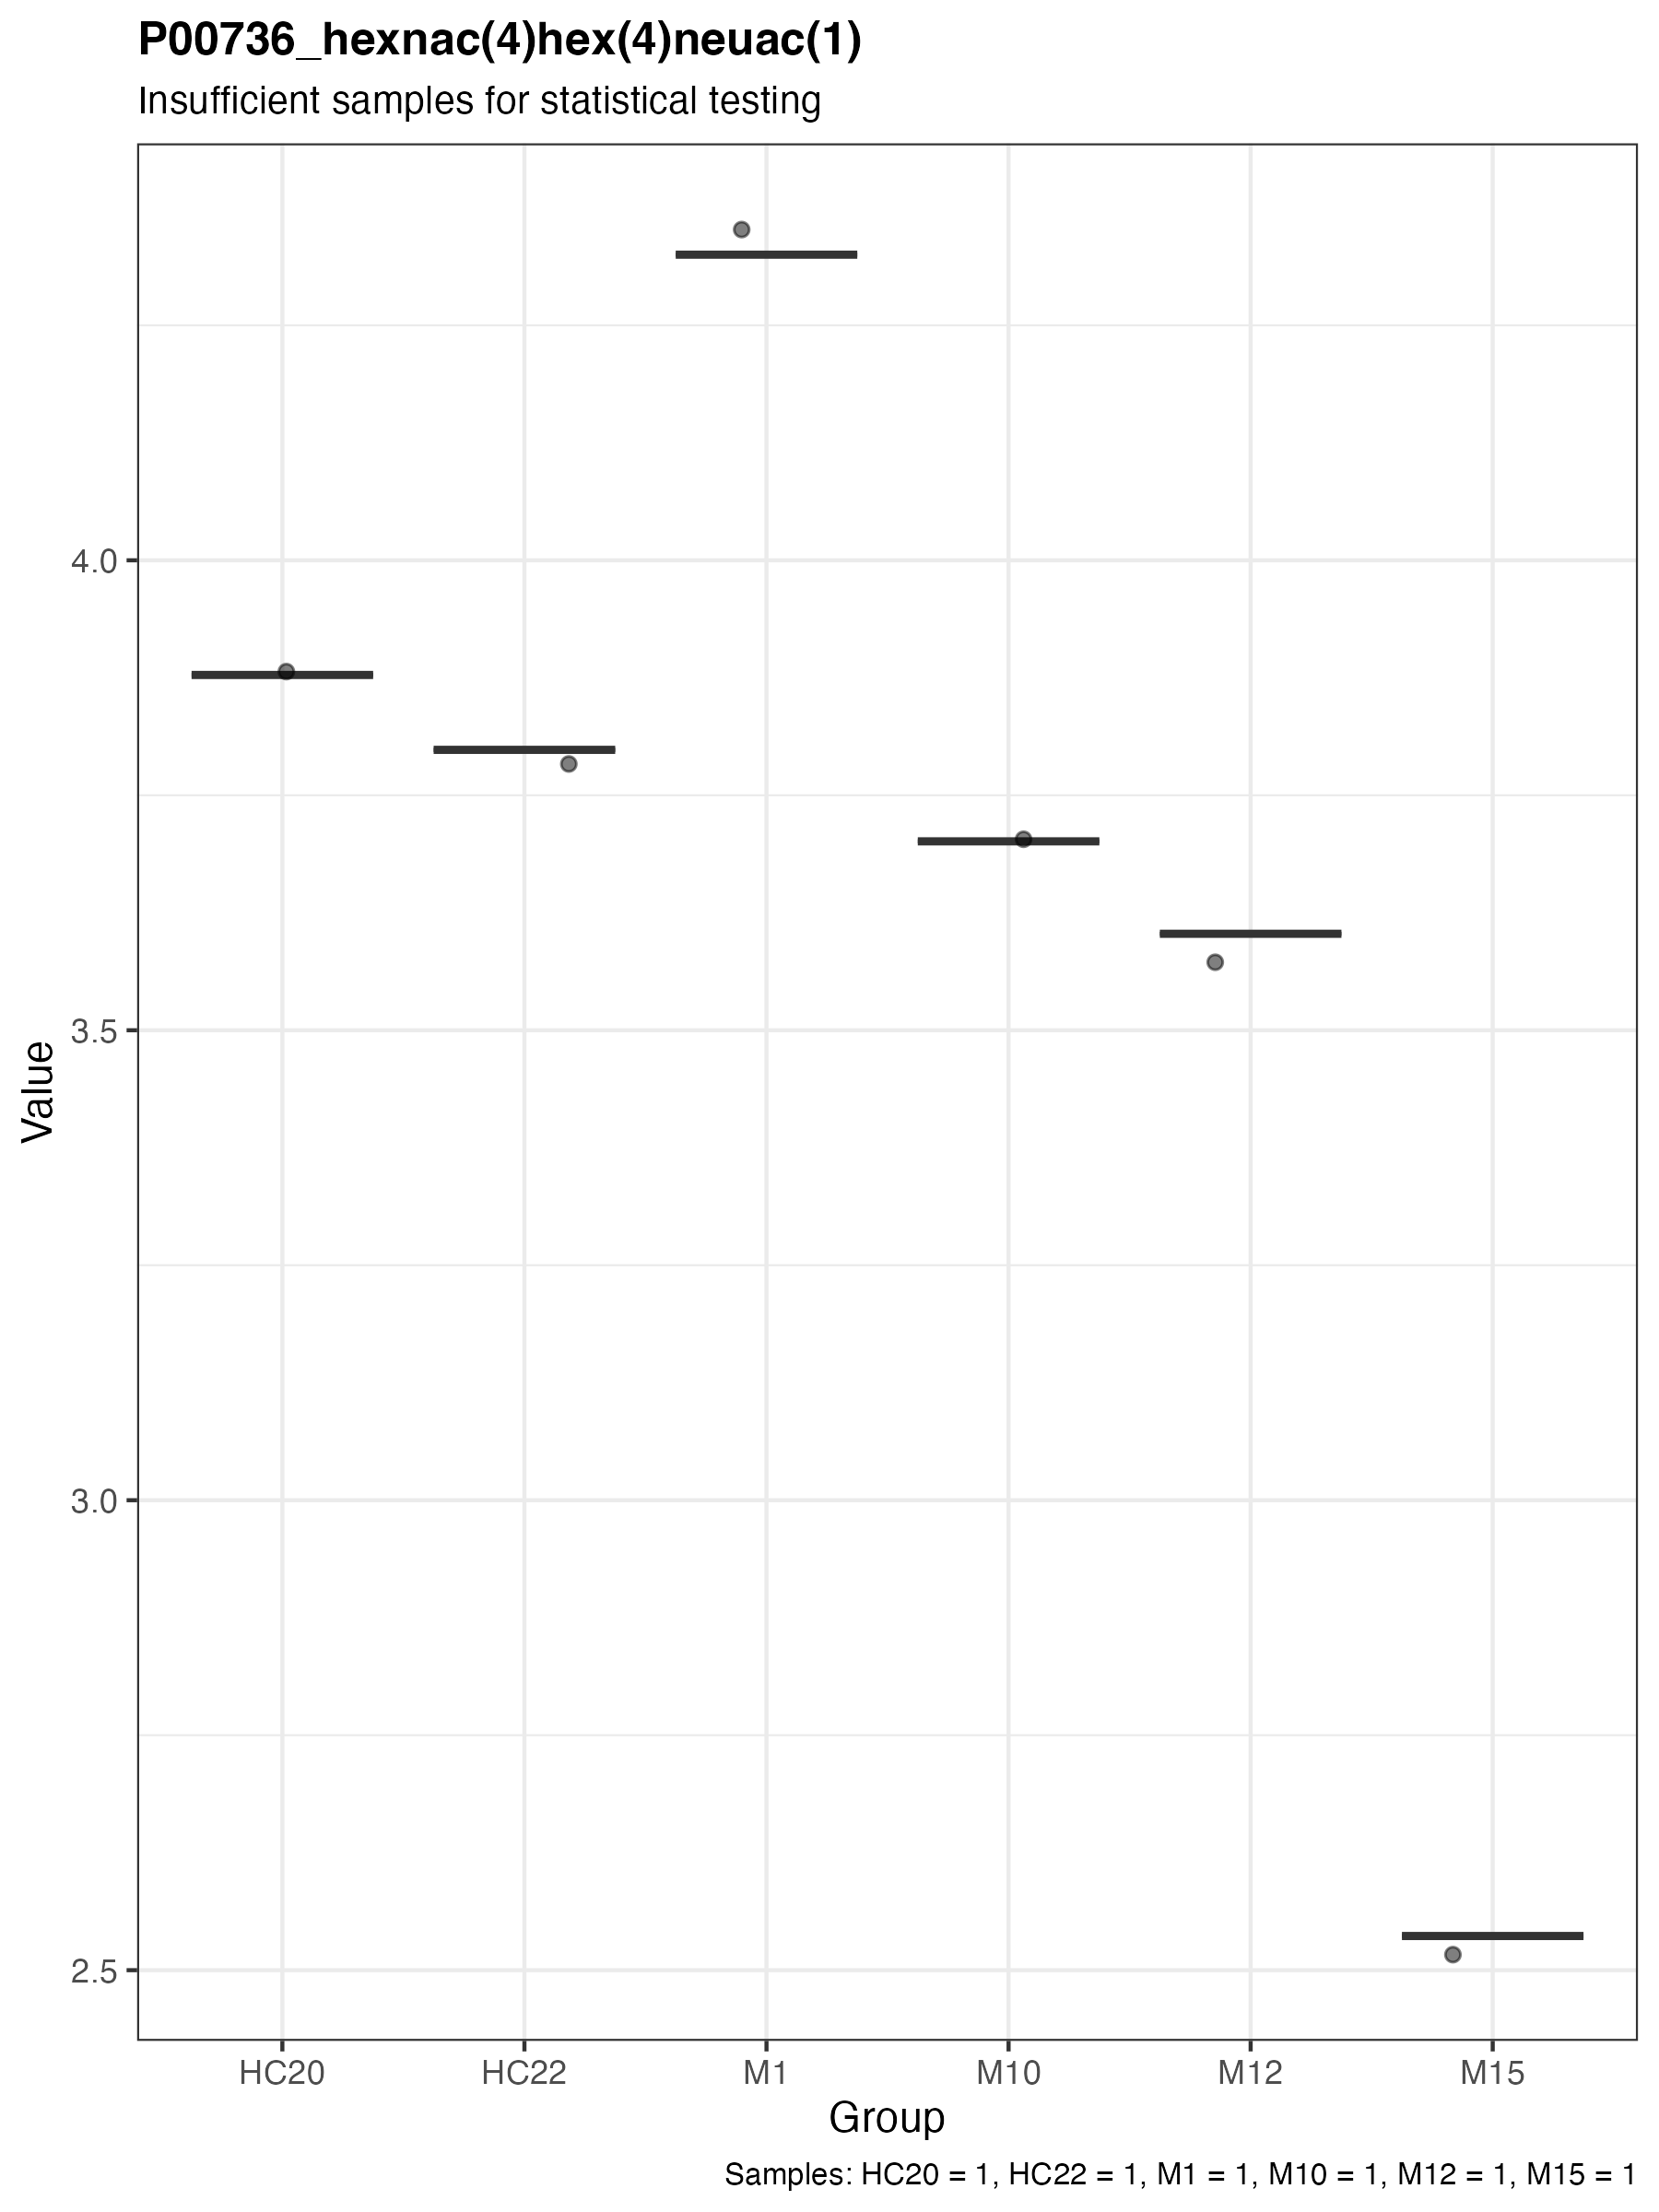 P00736_hexnac(4)hex(4)neuac(1)
Insufficient samples for statistical testing
4.0
3.5
3.0
2.5
Value
HC20 HC22 M1 M10 M12 M15
Group
Samples: HC20 = 1, HC22 = 1, M1 = 1, M10 = 1, M12 = 1, M15 = 1